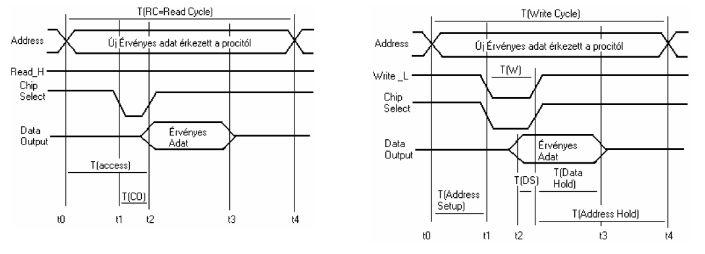 T(RC=Read Cycle)
Address
Új Érvényes adat érkezett a procitól
Read_H
Chip
Select
Data
Output
Érvényes
Adat
T(access)
T(CO)
t0
t1
t2
t3
t4
T(Write Cycle)
Address
Új Érvényes adat érkezett a procitól
Write_L
T(W)
Chip
Select
Data
Output
Érvényes
Adat
T(DS)
T(Data
Hold)
T(Address
Setup)
T(Address Hold)
t0
t1
t2
t3
t4